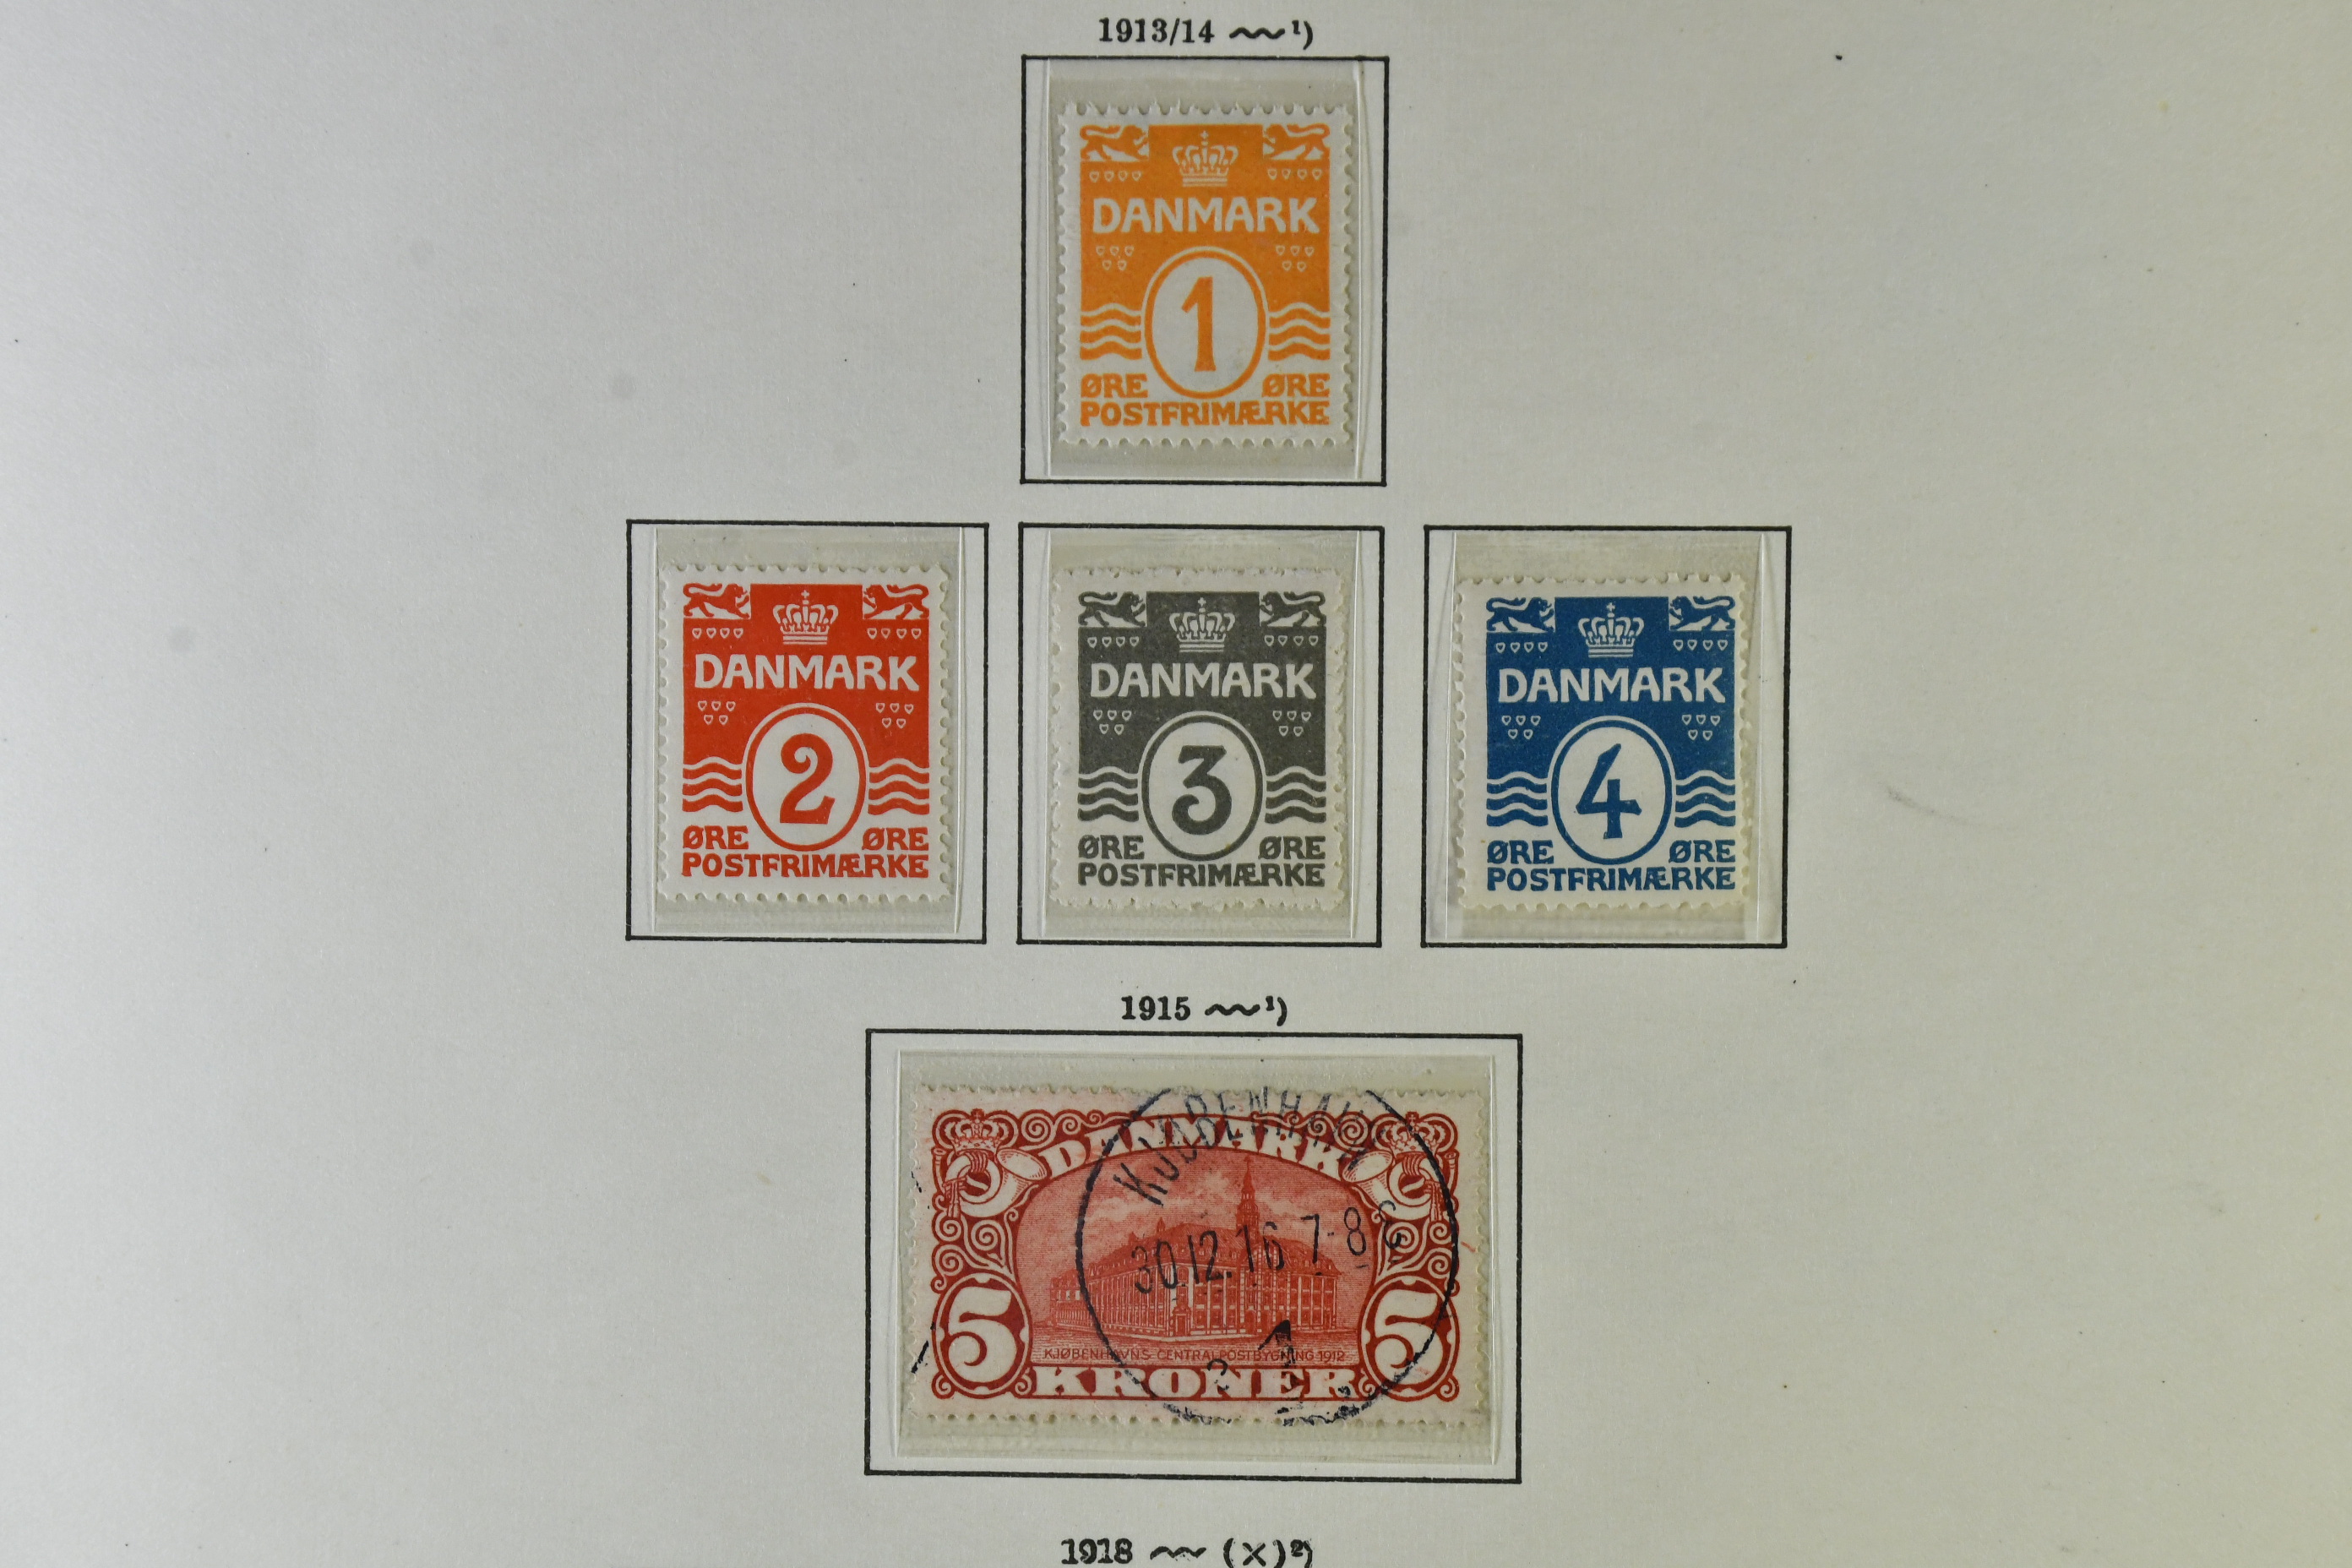 1913/14 ~~ ¹)
DANMARK
1
ØRE ØRE
POSTFRIMÆRKE
DANMARK
2
ØRE ØRE
POSTFRIMÆRKE
DANMARK
3
ØRE ØRE
POSTFRIMÆRKE
DANMARK
4
ØRE ØRE
POSTFRIMÆRKE
1915 ~~ ¹)
DANMARK
KJØBENHAVN
30.12.16 7-8 E
KJØBENHAVNS CENTRALPOSTBYGNING 1912
5 5
KRONER
1918 ~~ (×)²)